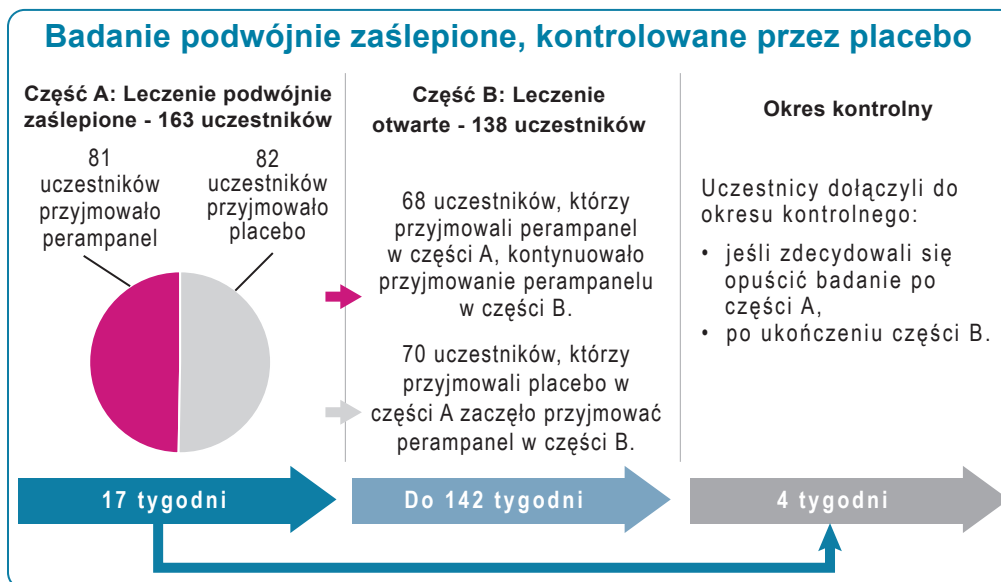 Badanie podwójnie zaślepione, kontrolowane przez placebo
Część A: Leczenie podwójnie
zaślepione - 163 uczestników
81
uczestników
przyjmowało
perampanel
82
uczestników
przyjmowało
placebo
Część B: Leczenie
otwarte - 138 uczestników
68 uczestników, którzy
przyjmowali perampanel
w części A, kontynuowało
przyjmowanie perampanelu
w części B.
70 uczestników, którzy
przyjmowali placebo w
części A zaczęło przyjmować
perampanel w części B.
Okres kontrolny
Uczestnicy dołączyli do
okresu kontrolnego:
• jeśli zdecydowali się
opuścić badanie po
części A,
• po ukończeniu części B.
17 tygodni
Do 142 tygodni
4 tygodni